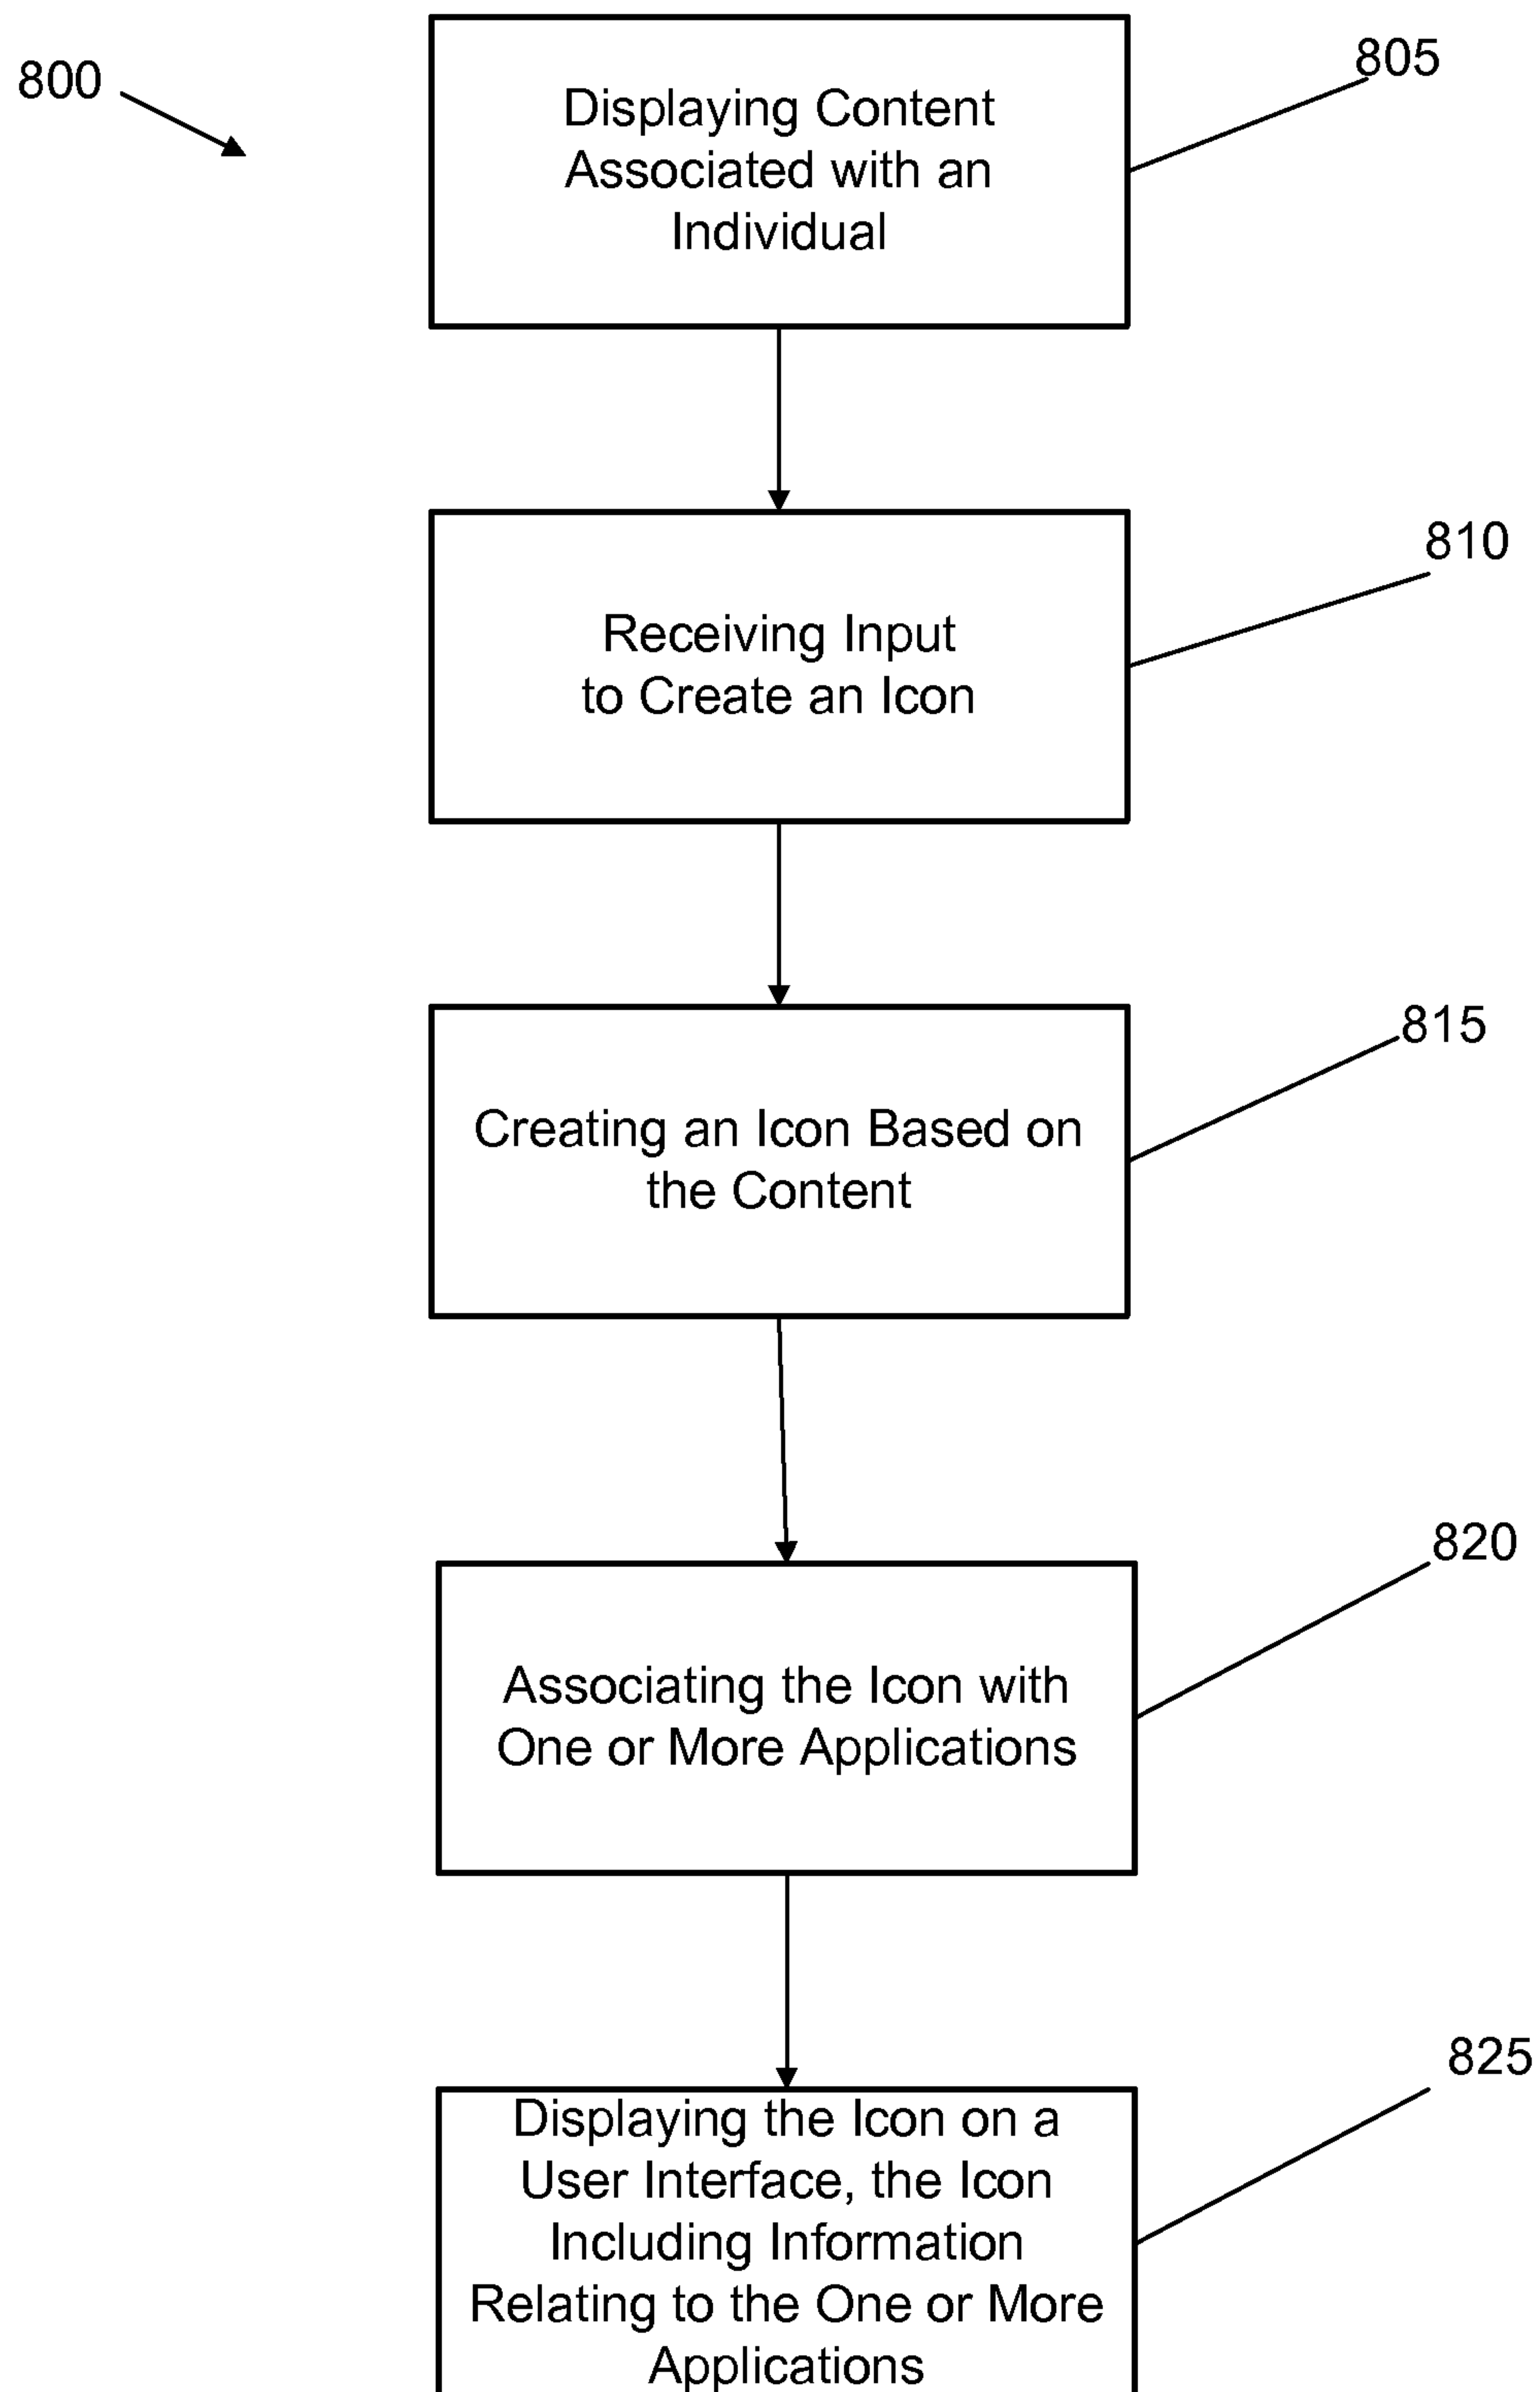 800
805
Displaying Content
Associated with an
Individual
810
Receiving Input
to Create an Icon
815
Creating an Icon Based on
the Content
820
Associating the Icon with
One or More Applications
825
Displaying the Icon on a
User Interface, the Icon
Including Information
Relating to the One or More
Applications